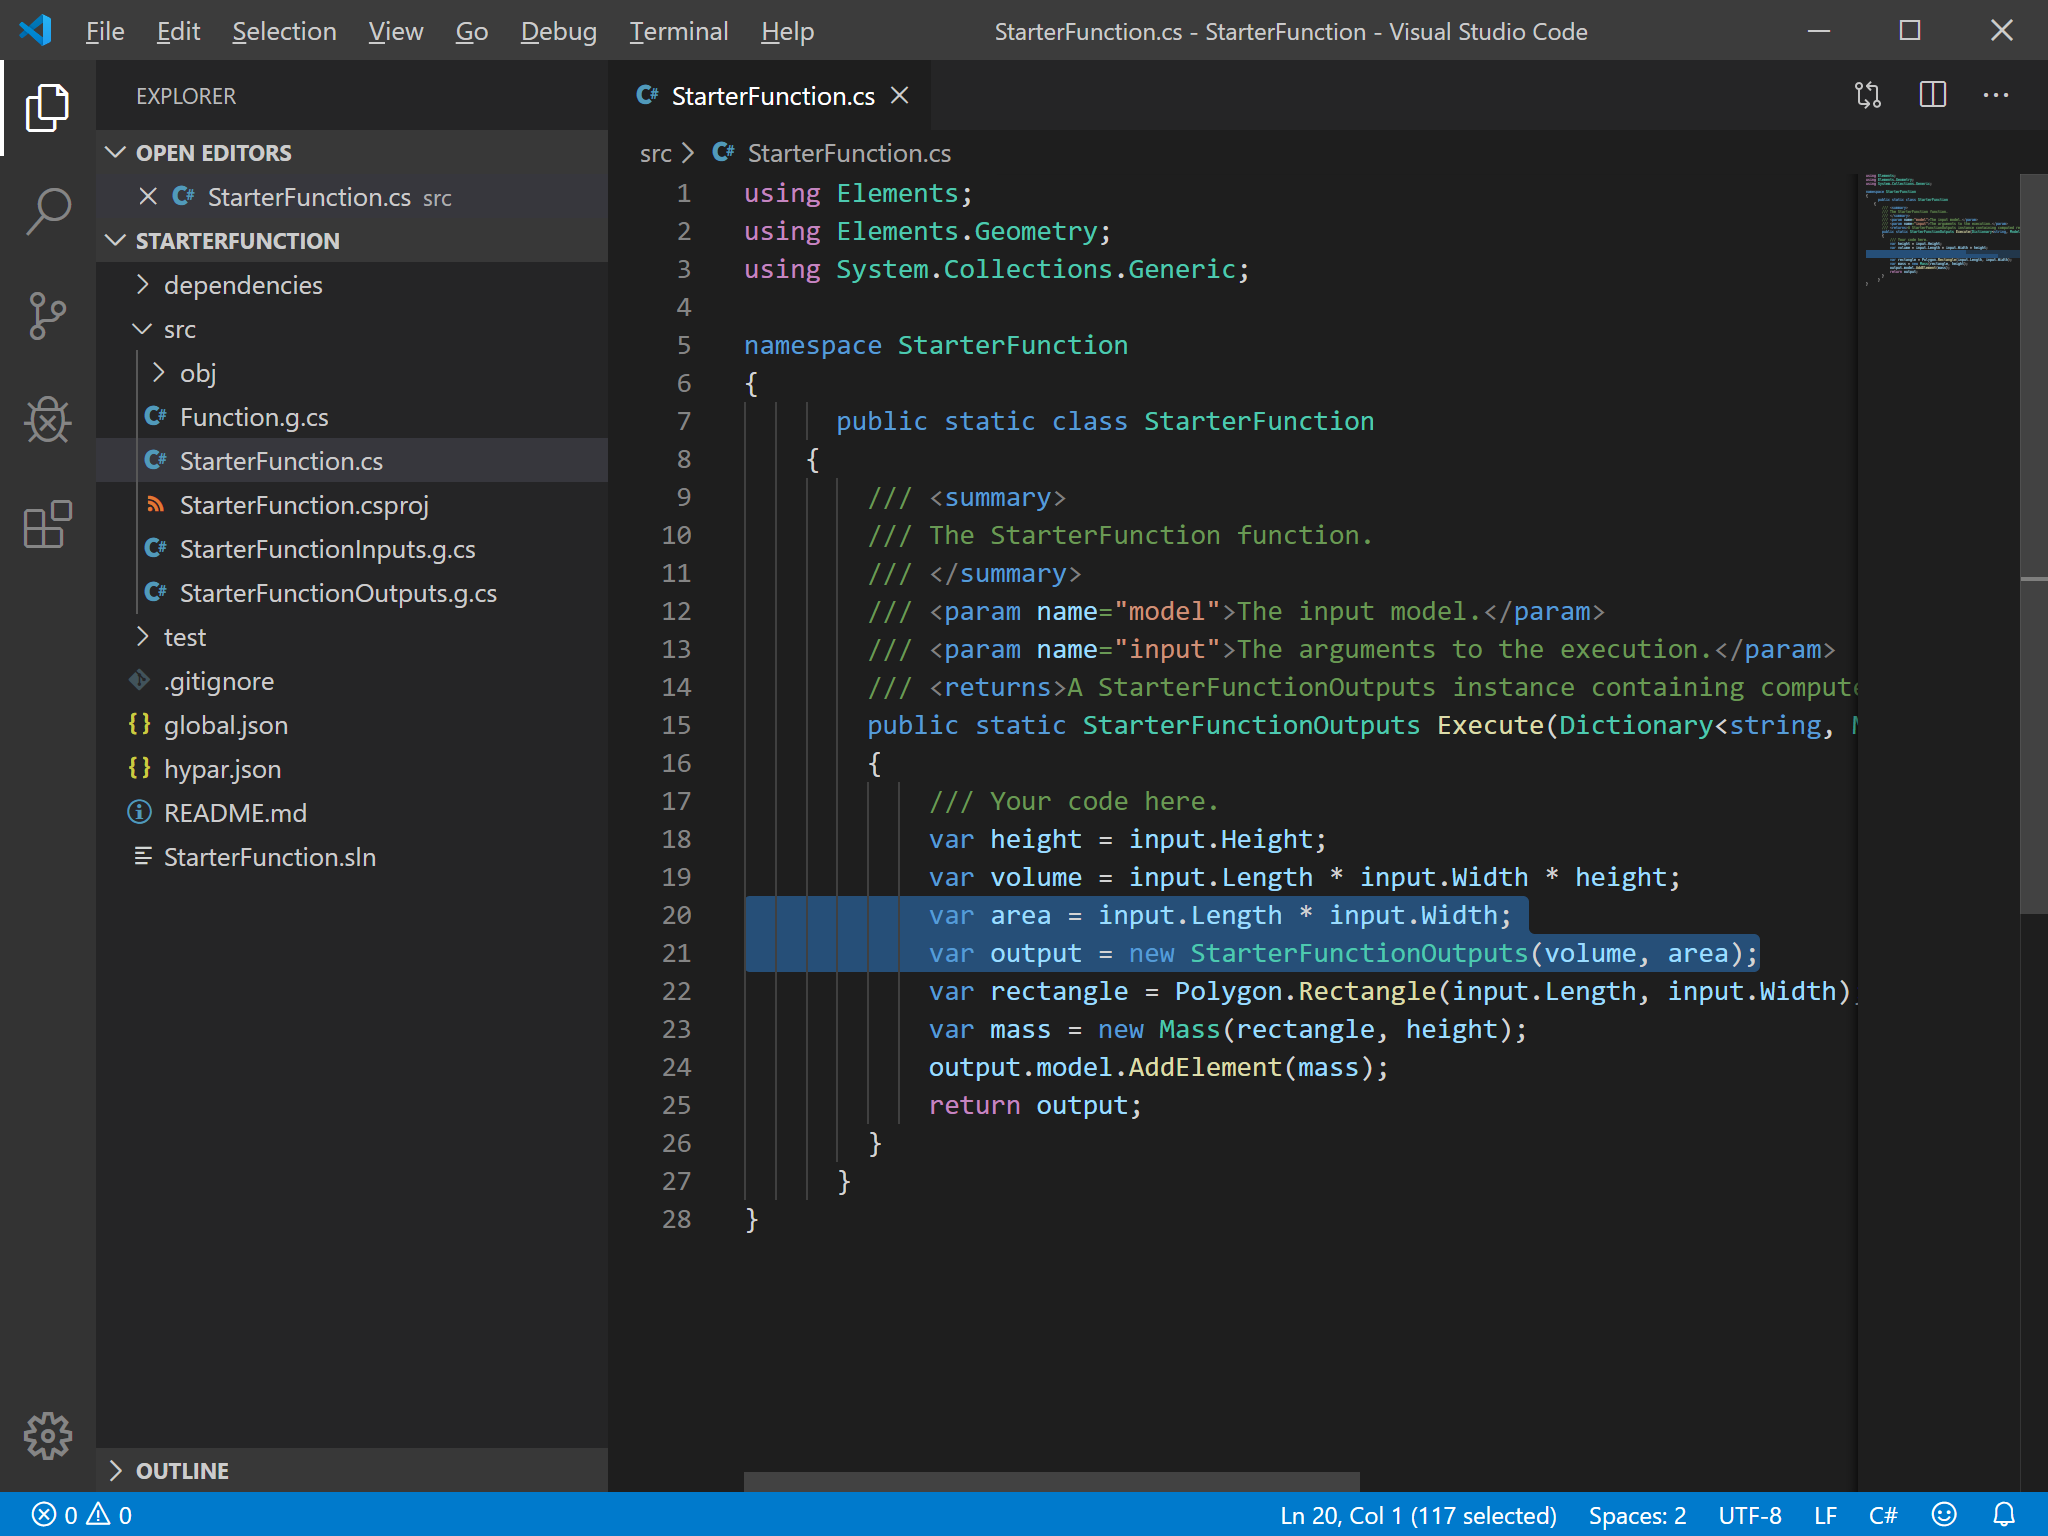 File Edit Selection View Go Debug Terminal Help StarterFunction.cs - StarterFunction - Visual Studio Code
EXPLORER
OPEN EDITORS
StarterFunction.cs src
STARTERFUNCTION
dependencies
src
obj
Function.g.cs
StarterFunction.cs
StarterFunction.csproj
StarterFunctionInputs.g.cs
StarterFunctionOutputs.g.cs
test
.gitignore
global.json
hypar.json
README.md
StarterFunction.sln
OUTLINE
StarterFunction.cs
src > StarterFunction.cs
1 using Elements;
2 using Elements.Geometry;
3 using System.Collections.Generic;
4
5 namespace StarterFunction
6 {
7 public static class StarterFunction
8 {
9 /// <summary>
10 /// The StarterFunction function.
11 /// </summary>
12 /// <param name="model">The input model.</param>
13 /// <param name="input">The arguments to the execution.</param>
14 /// <returns>A StarterFunctionOutputs instance containing compute
15 public static StarterFunctionOutputs Execute(Dictionary<string,
16 {
17 /// Your code here.
18 var height = input.Height;
19 var volume = input.Length * input.Width * height;
20 var area = input.Length * input.Width;
21 var output = new StarterFunctionOutputs(volume, area);
22 var rectangle = Polygon.Rectangle(input.Length, input.Width)
23 var mass = new Mass(rectangle, height);
24 output.model.AddElement(mass);
25 return output;
26 }
27 }
28 }
0 0 Ln 20, Col 1 (117 selected) Spaces: 2 UTF-8 LF C#